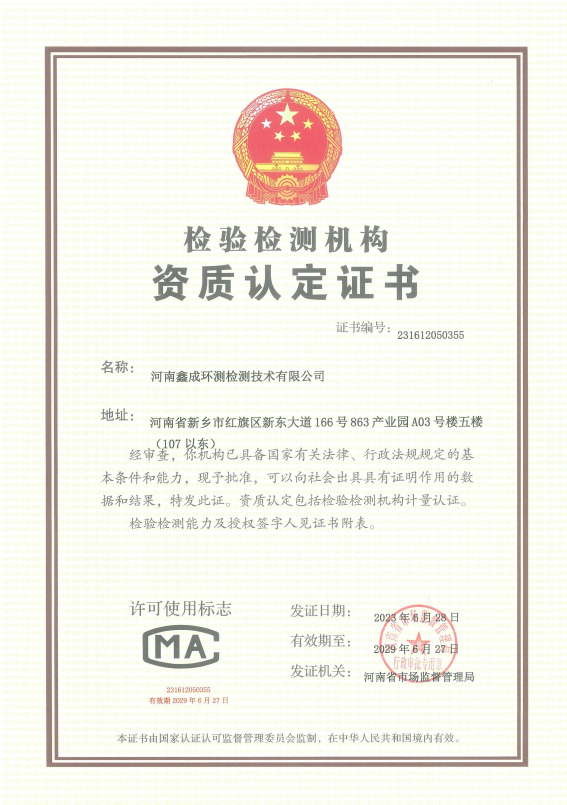 检验检测机构
资质认定证书
证书编号：231612050355
名称：河南鑫成环测检测技术有限公司
地址：河南省新乡市红旗区新东大道166号863产业园A03号楼五楼
（107以东）
经审查，你机构已具备国家有关法律、行政法规规定的基
本条件和能力，现予批准，可以向社会出具具有证明作用的数
据和结果，特发此证。资质认定包括检验检测机构计量认证。
检验检测能力及授权签字人见证书附表。
许可使用标志
MA
231612050355
有效期2029年6月27日
发证日期：2023年6月28日
有效期至：2029年6月27日
发证机关：河南省市场监督管理局
行政审批专用章
本证书由国家认证认可监督管理委员会监制，在中华人民共和国境内有效。